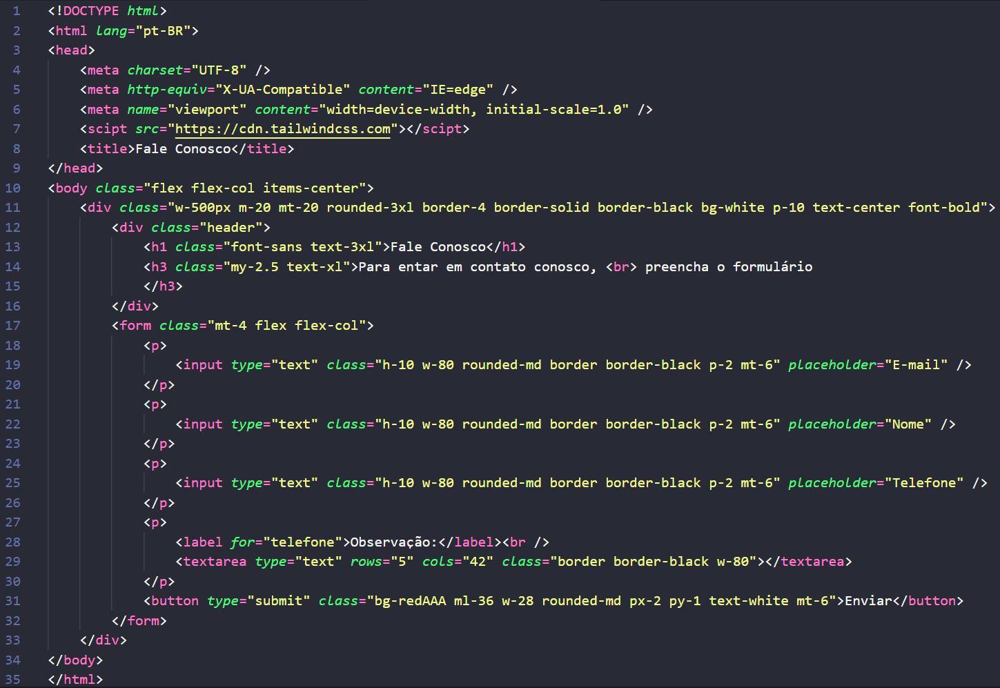 1 <!DOCTYPE html>
2 <html lang="pt-BR">
3 <head>
4 <meta charset="UTF-8" />
5 <meta http-equiv="X-UA-Compatible" content="IE=edge" />
6 <meta name="viewport" content="width=device-width, initial-scale=1.0" />
7 <scipt src="https://cdn.tailwindcss.com"></scipt>
8 <title>Fale Conosco</title>
9 </head>
10 <body class="flex flex-col items-center">
11 <div class="w-500px m-20 mt-20 rounded-3xl border-4 border-solid border-black bg-white p-10 text-center font-bold">
12 <div class="header">
13 <h1 class="font-sans text-3xl">Fale Conosco</h1>
14 <h3 class="my-2.5 text-xl">Para entar em contato conosco, <br> preencha o formulário
15 </h3>
16 </div>
17 <form class="mt-4 flex flex-col">
18 <p>
19 <input type="text" class="h-10 w-80 rounded-md border border-black p-2 mt-6" placeholder="E-mail" />
20 </p>
21 <p>
22 <input type="text" class="h-10 w-80 rounded-md border border-black p-2 mt-6" placeholder="Nome" />
23 </p>
24 <p>
25 <input type="text" class="h-10 w-80 rounded-md border border-black p-2 mt-6" placeholder="Telefone" />
26 </p>
27 <p>
28 <label for="telefone">Observação:</label><br />
29 <textarea type="text" rows="5" cols="42" class="border border-black w-80"></textarea>
30 </p>
31 <button type="submit" class="bg-redAAA ml-36 w-28 rounded-md px-2 py-1 text-white mt-6">Enviar</button>
32 </form>
33 </div>
34 </body>
35 </html>